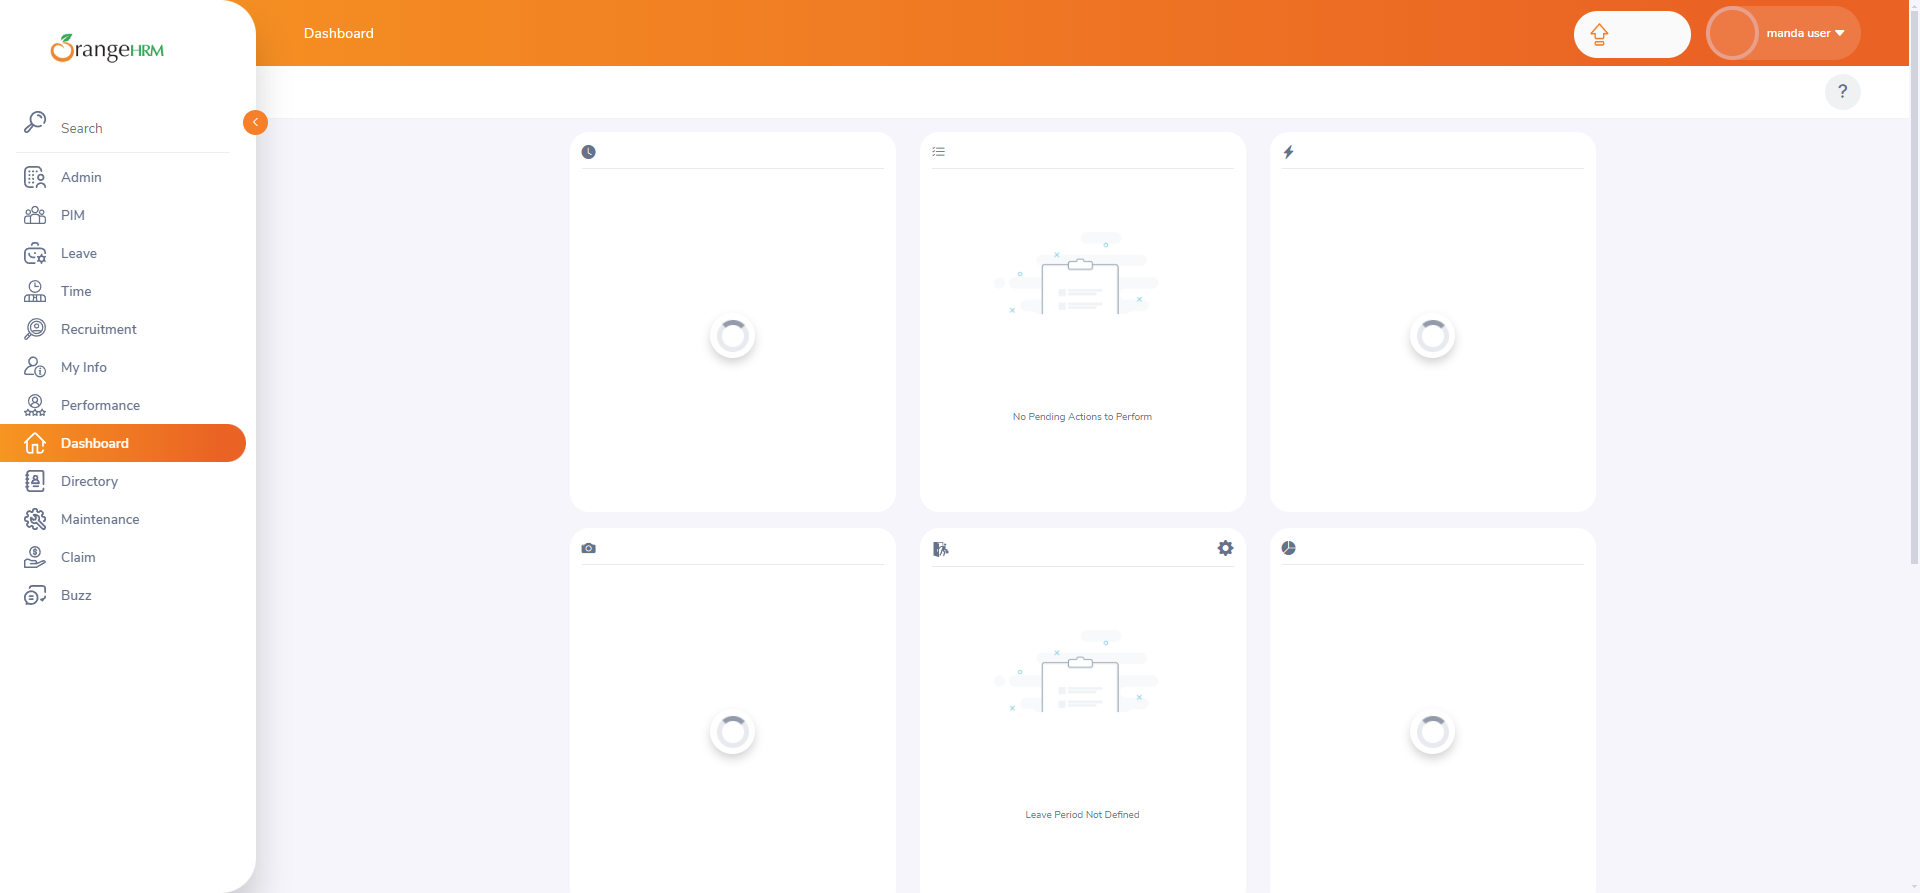 OrangeHRM
Dashboard
manda user
?
Search
Admin
PIM
Leave
Time
Recruitment
My Info
Performance
Dashboard
Directory
Maintenance
Claim
Buzz
No Pending Actions to Perform
Leave Period Not Defined